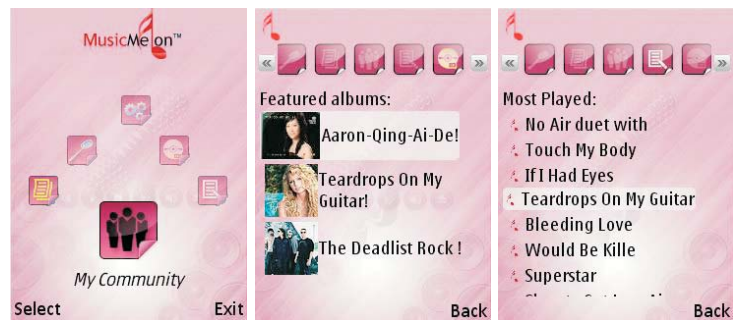 MusicMelon™
My Community
Select
Exit
«
»
Featured albums:
Aaron-Qing-Ai-De!
Teardrops On My
Guitar!
The Deadlist Rock !
Back
«
»
Most Played:
No Air duet with
Touch My Body
If I Had Eyes
Teardrops On My Guitar
Bleeding Love
Would Be Kille
Superstar
Back